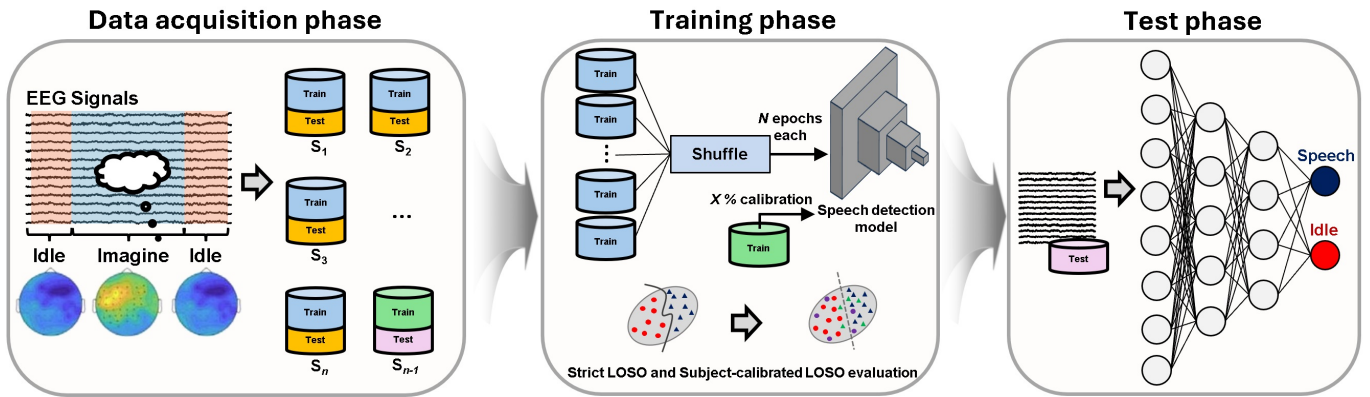 Data acquisition phase
EEG Signals
Idle
Imagine
Idle
Train
Test
S1
Train
Test
S2
Train
Test
S3
...
Train
Test
Sn
Train
Test
Sn-1
Training phase
Train
Train
⋮
Train
Train
Shuffle
N epochs
each
X % calibration
Train
Speech detection
model
Strict LOSO and Subject-calibrated LOSO evaluation
Test phase
Test
Speech
Idle